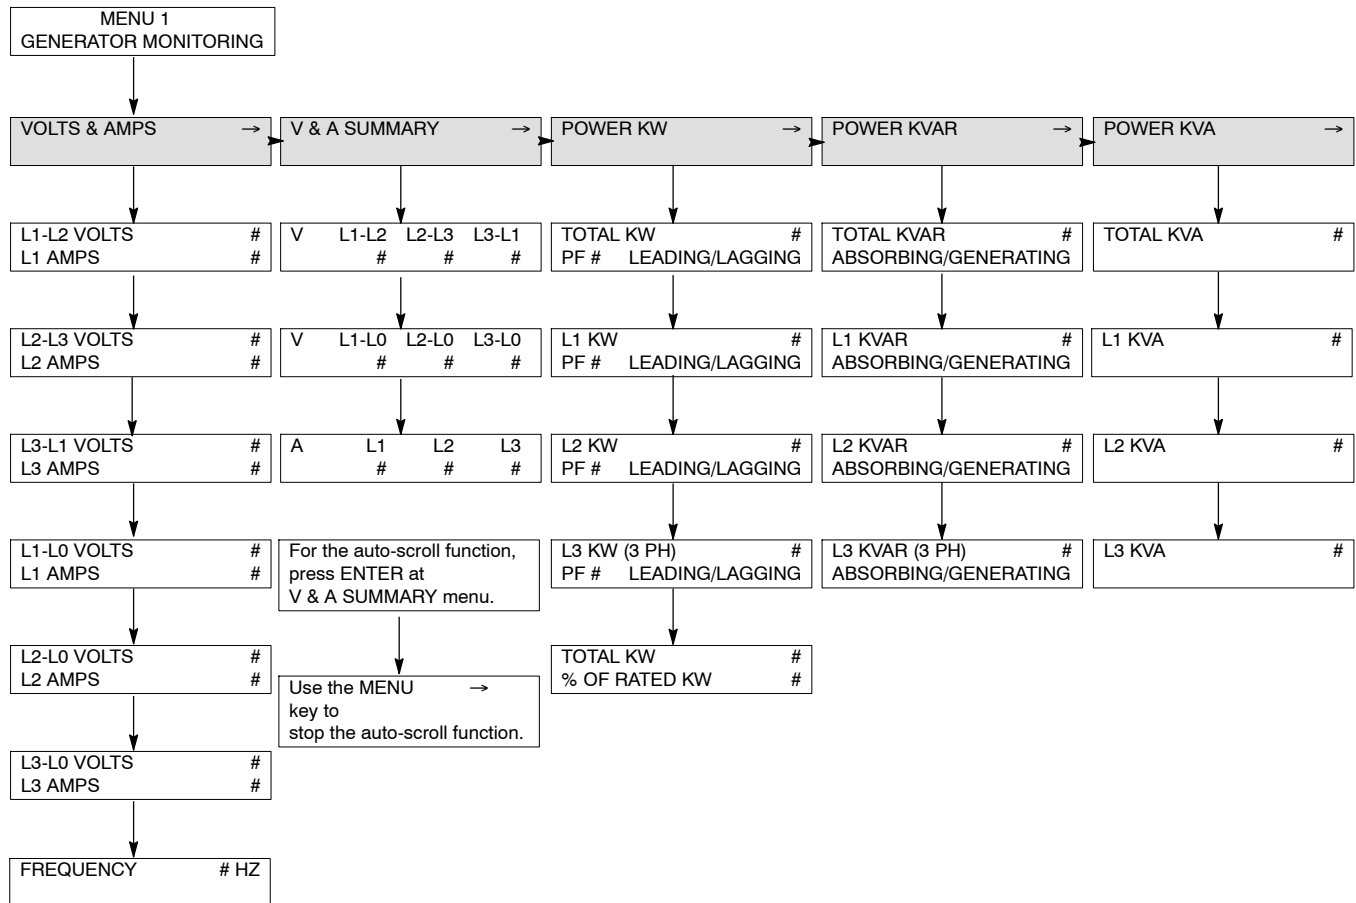 MENU 1
GENERATOR MONITORING
VOLTS & AMPS →
L1-L2 VOLTS #
L1 AMPS #
L2-L3 VOLTS #
L2 AMPS #
L3-L1 VOLTS #
L3 AMPS #
L1-L0 VOLTS #
L1 AMPS #
L2-L0 VOLTS #
L2 AMPS #
L3-L0 VOLTS #
L3 AMPS #
FREQUENCY # HZ
V & A SUMMARY →
V L1-L2 L2-L3 L3-L1
# # #
V L1-L0 L2-L0 L3-L0
# # #
A L1 L2 L3
# # #
For the auto-scroll function,
press ENTER at
V & A SUMMARY menu.
Use the MENU →
key to
stop the auto-scroll function.
POWER KW →
TOTAL KW #
PF # LEADING/LAGGING
L1 KW #
PF # LEADING/LAGGING
L2 KW #
PF # LEADING/LAGGING
L3 KW (3 PH) #
PF # LEADING/LAGGING
TOTAL KW #
% OF RATED KW #
POWER KVAR →
TOTAL KVAR #
ABSORBING/GENERATING
L1 KVAR #
ABSORBING/GENERATING
L2 KVAR #
ABSORBING/GENERATING
L3 KVAR (3 PH) #
ABSORBING/GENERATING
POWER KVA →
TOTAL KVA #
L1 KVA #
L2 KVA #
L3 KVA #